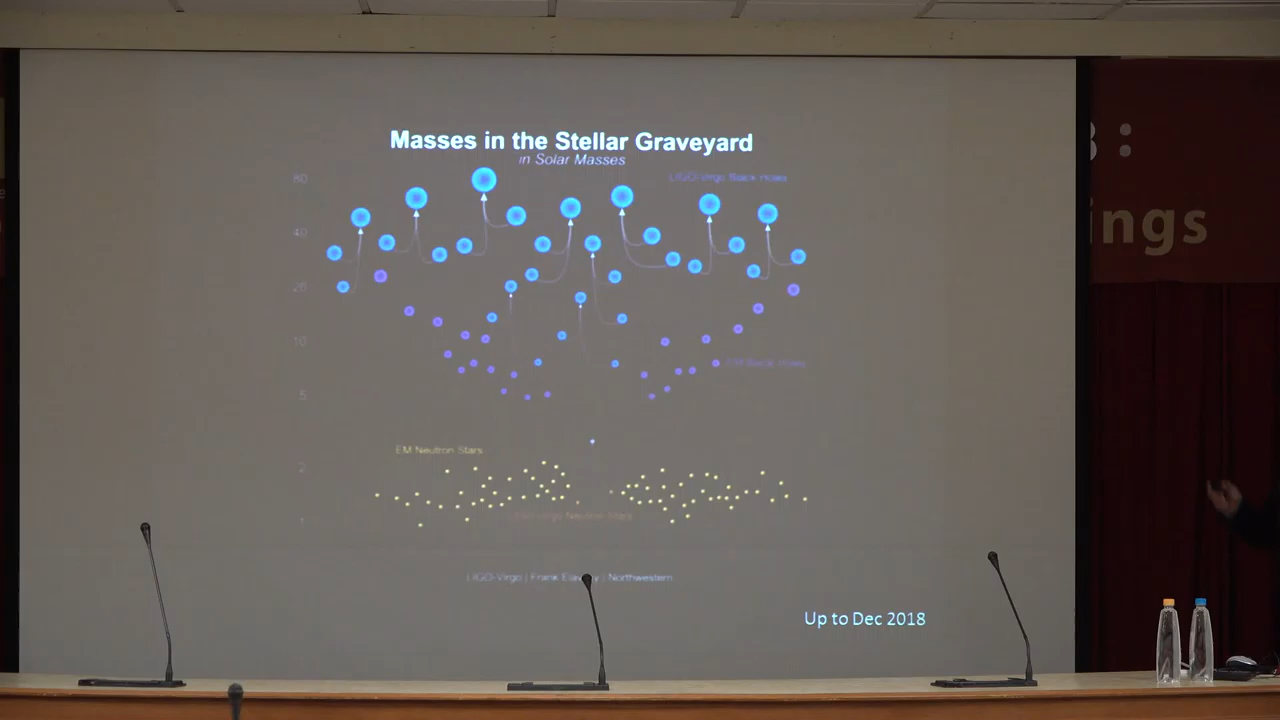 Masses in the Stellar Graveyard
in Solar Masses
LIGO-Virgo Black Holes
80
40
20
10
EM Black Holes
5
EM Neutron Stars
2
LIGO-Virgo Neutron Stars
1
LIGO-Virgo | Frank Elavsky | Northwestern
Up to Dec 2018
:
ings